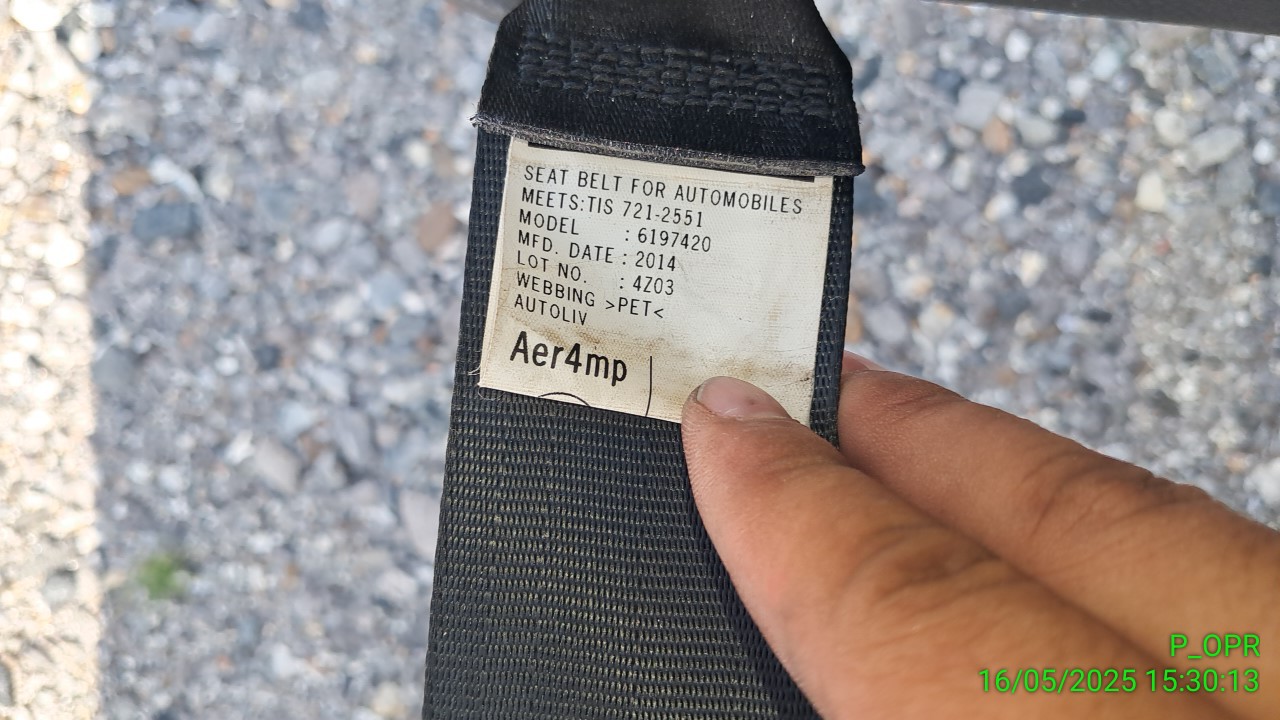 SEAT BELT FOR AUTOMOBILES
MEETS:TIS 721-2551
MODEL : 6197420
MFD. DATE : 2014
LOT NO. : 4Z03
WEBBING >PET<
AUTOLIV
Aer4mp
P_OPR
16/05/2025 15:30:13